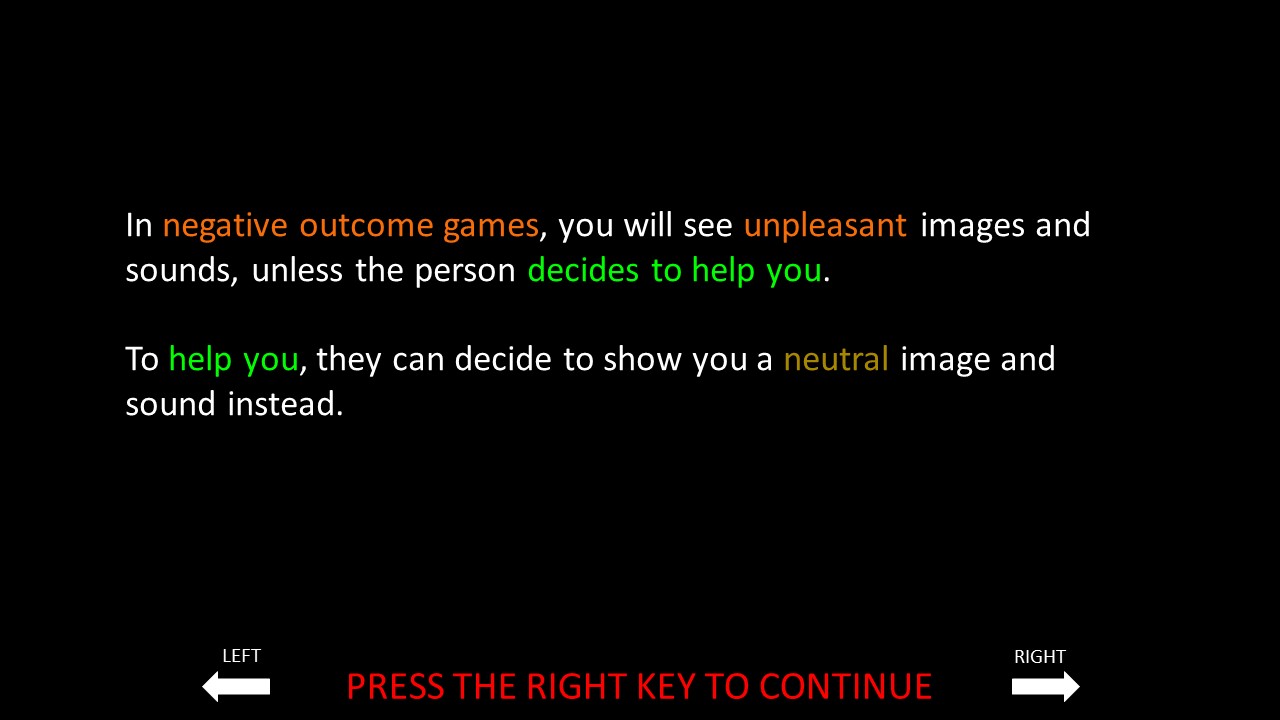 In negative outcome games, you will see unpleasant images and
sounds, unless the person decides to help you.
To help you, they can decide to show you a neutral image and
sound instead.
LEFT
RIGHT
PRESS THE RIGHT KEY TO CONTINUE